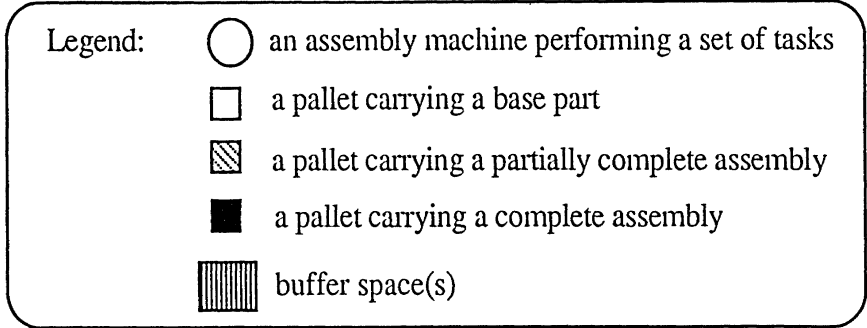 Legend: an assembly machine performing a set of tasks
a pallet carrying a base part
a pallet carrying a partially complete assembly
a pallet carrying a complete assembly
buffer space(s)